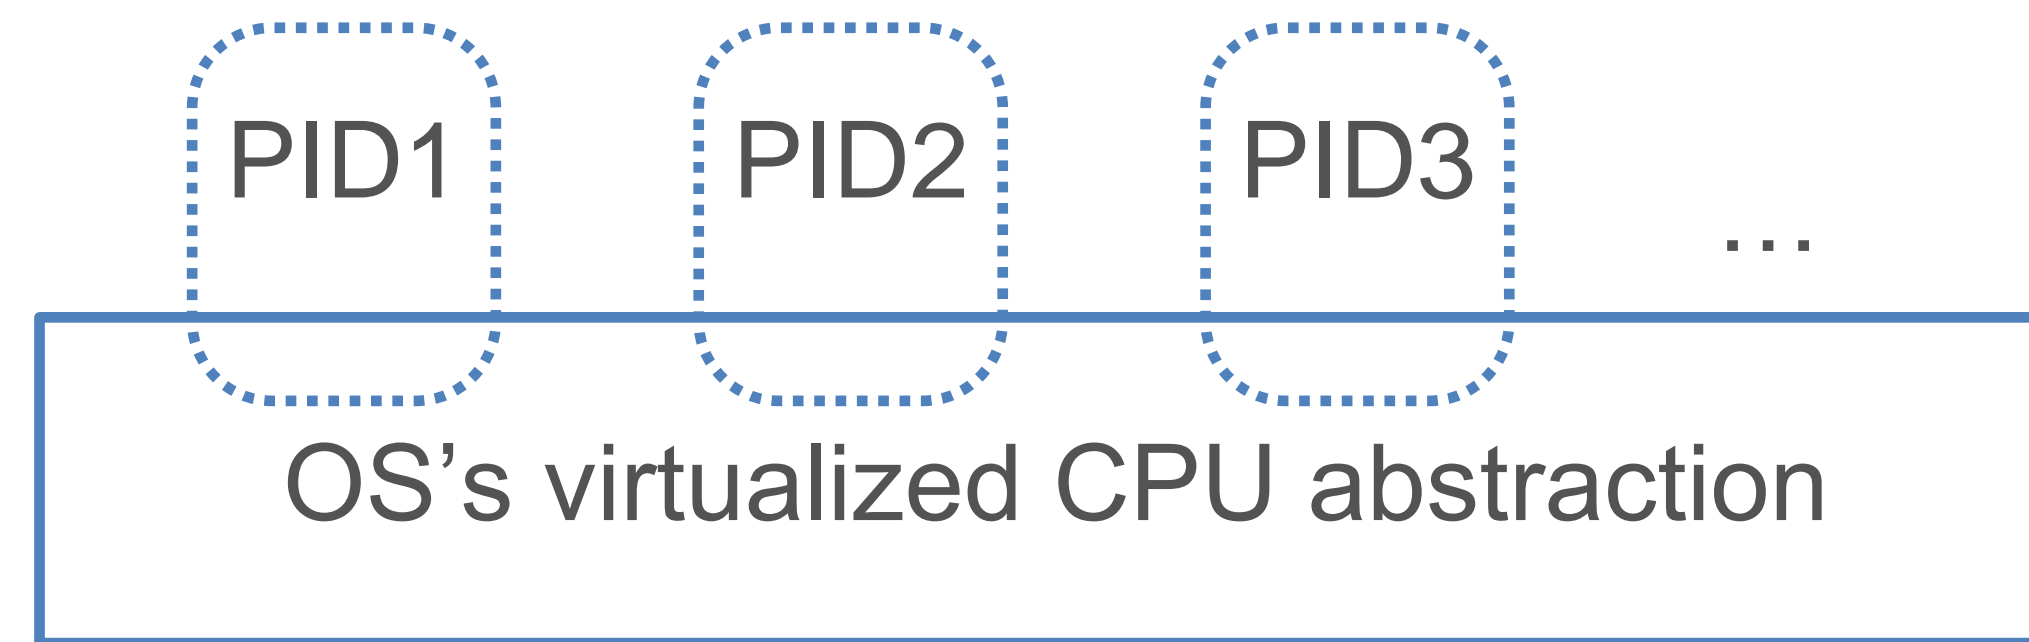 PID1 PID2 PID3
…
OS’s virtualized CPU abstraction